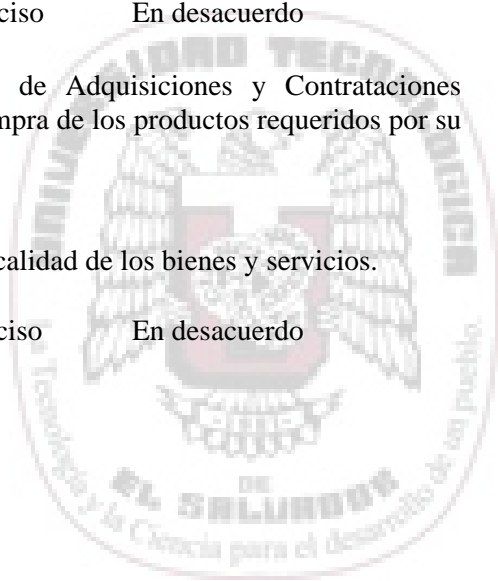 ciso En desacuerdo
de Adquisiciones y Contrataciones
mpra de los productos requeridos por su
calidad de los bienes y servicios.
ciso En desacuerdo
UNIVERSIDAD TECNOLOGICA
DE
EL SALVADOR
La Tecnología y la Ciencia para el desarrollo de un pueblo.